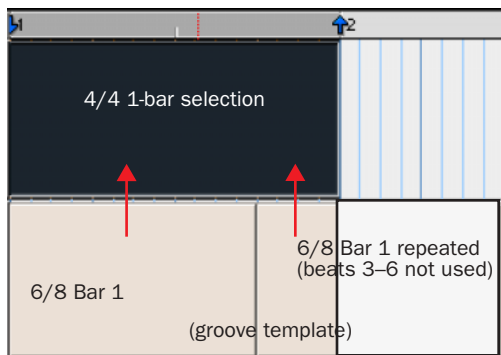 1
2
4/4 1-bar selection
6/8 Bar 1
6/8 Bar 1 repeated
(beats 3–6 not used)
(groove template)